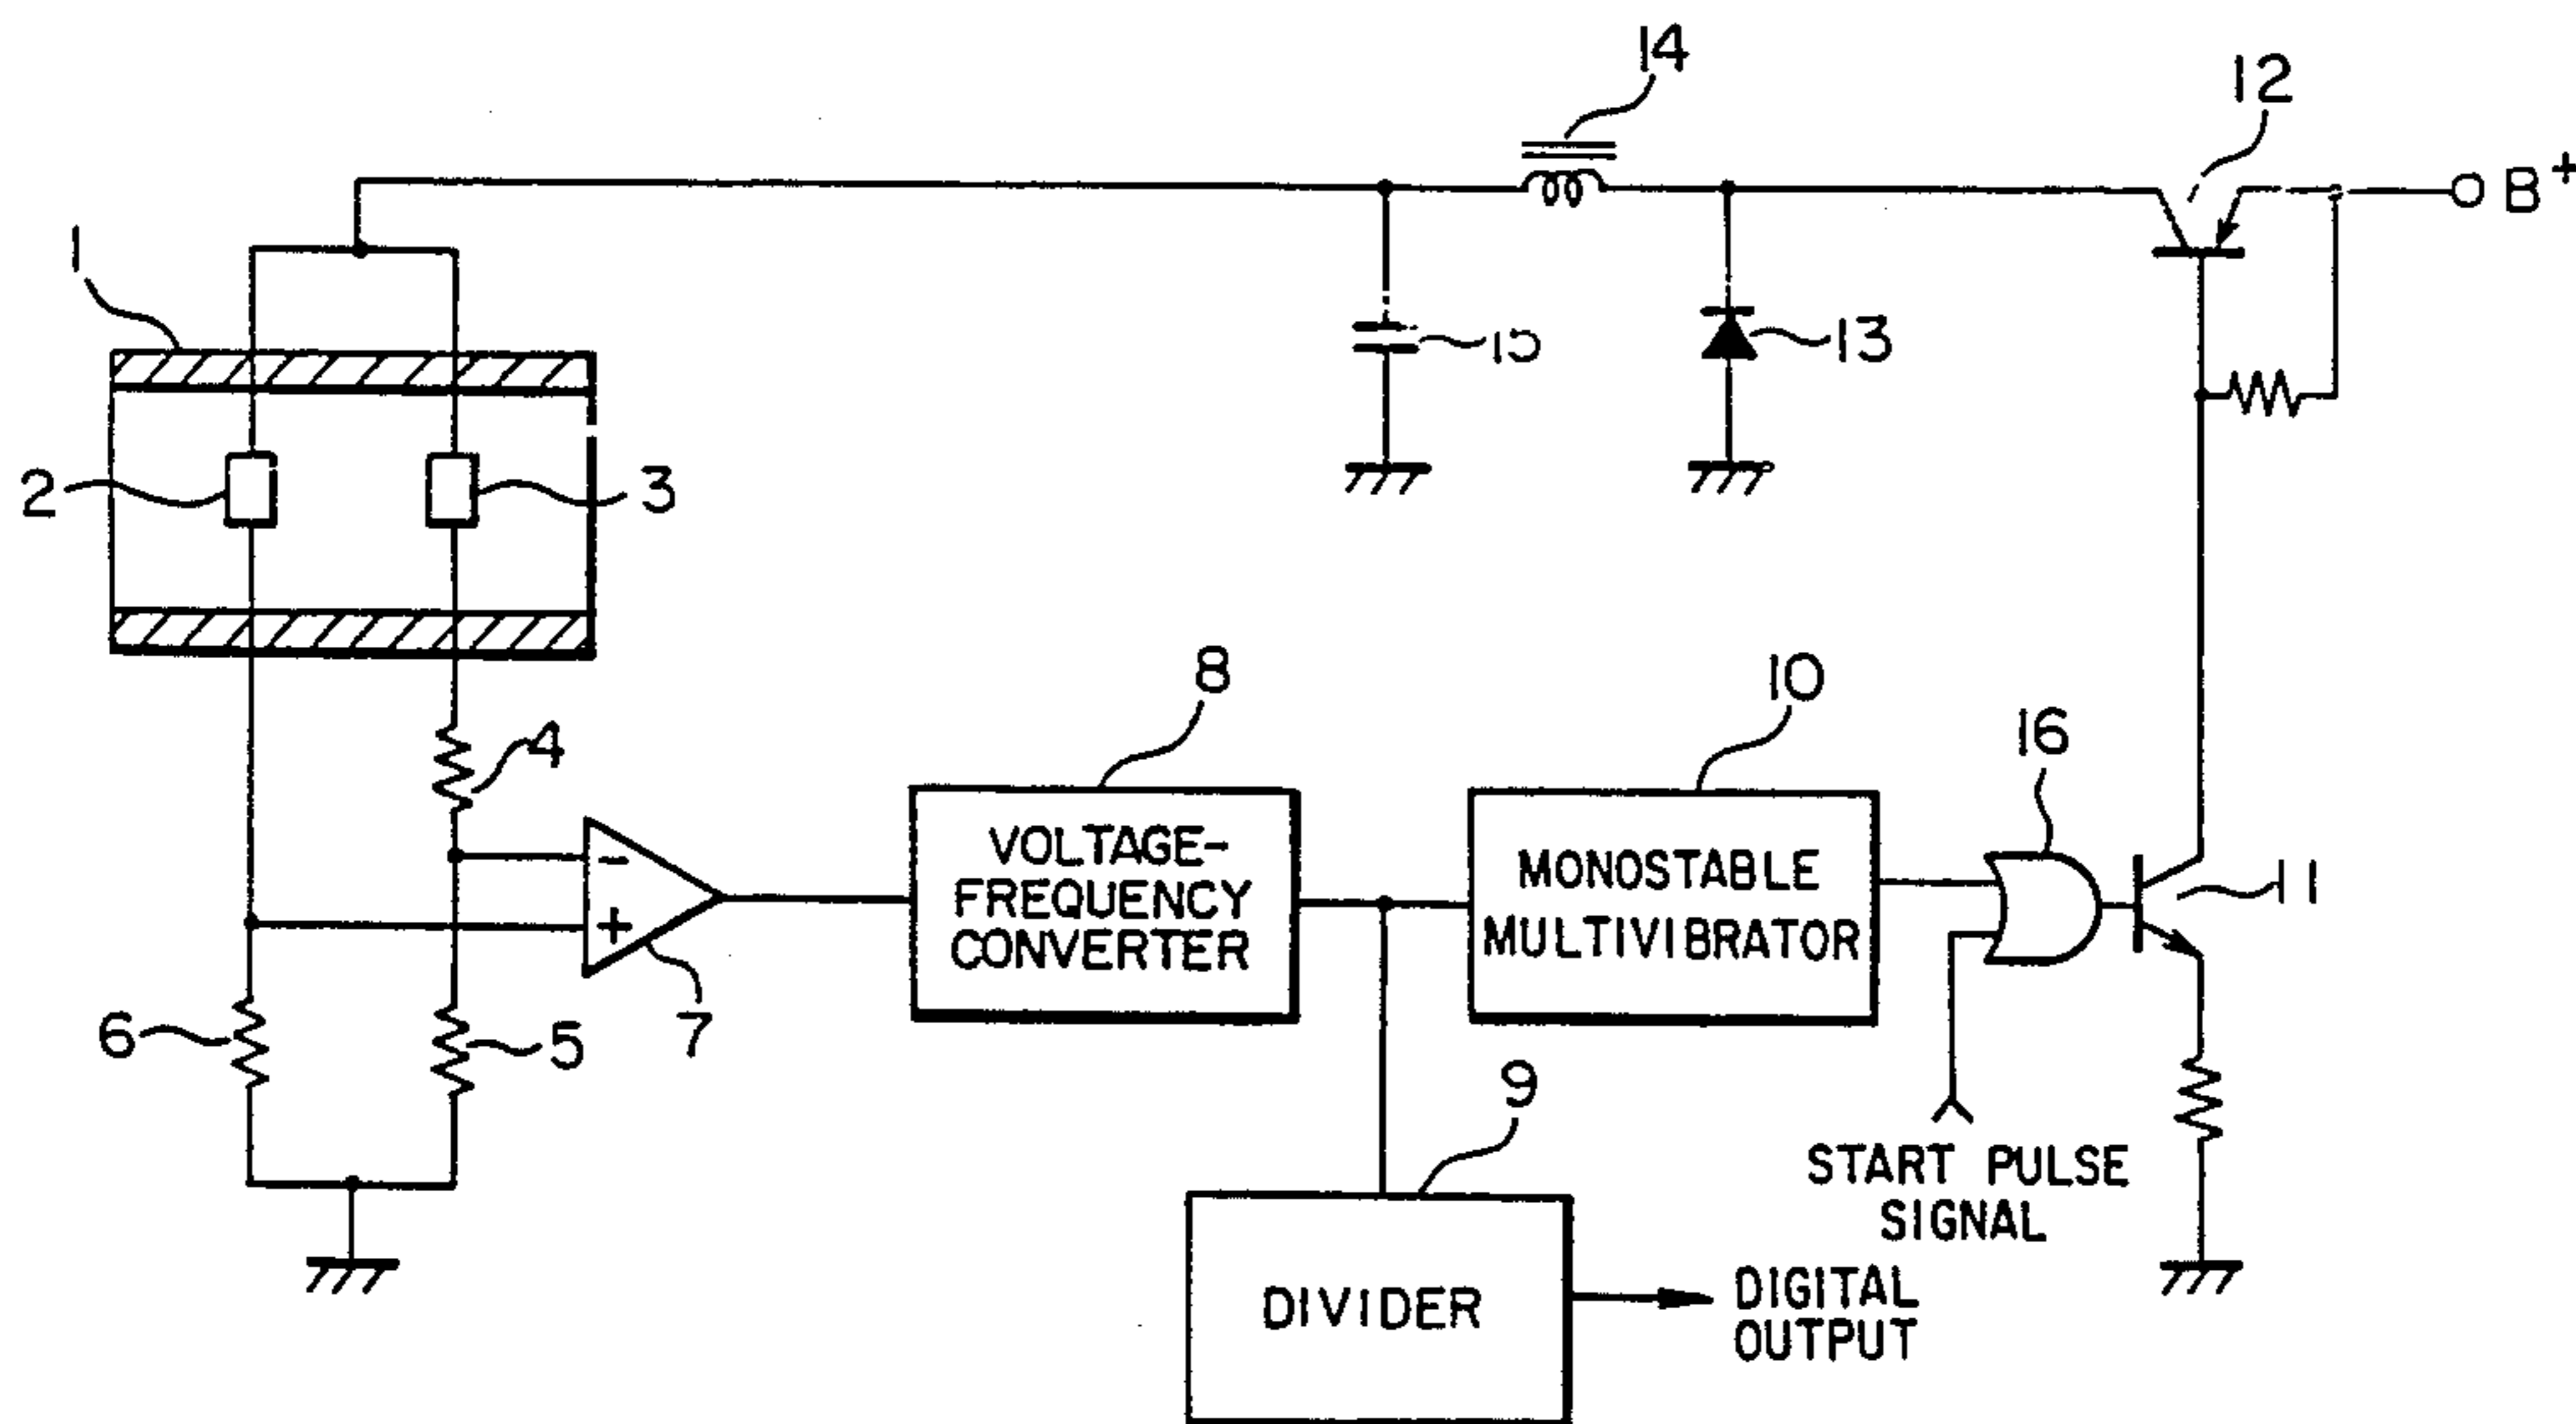 14
12
B+
1
15
13
2
3
8
10
4
16
VOLTAGE-
FREQUENCY
CONVERTER
MONOSTABLE
MULTIVIBRATOR
-
+
11
6
5
7
9
START PULSE
SIGNAL
DIVIDER
DIGITAL
OUTPUT